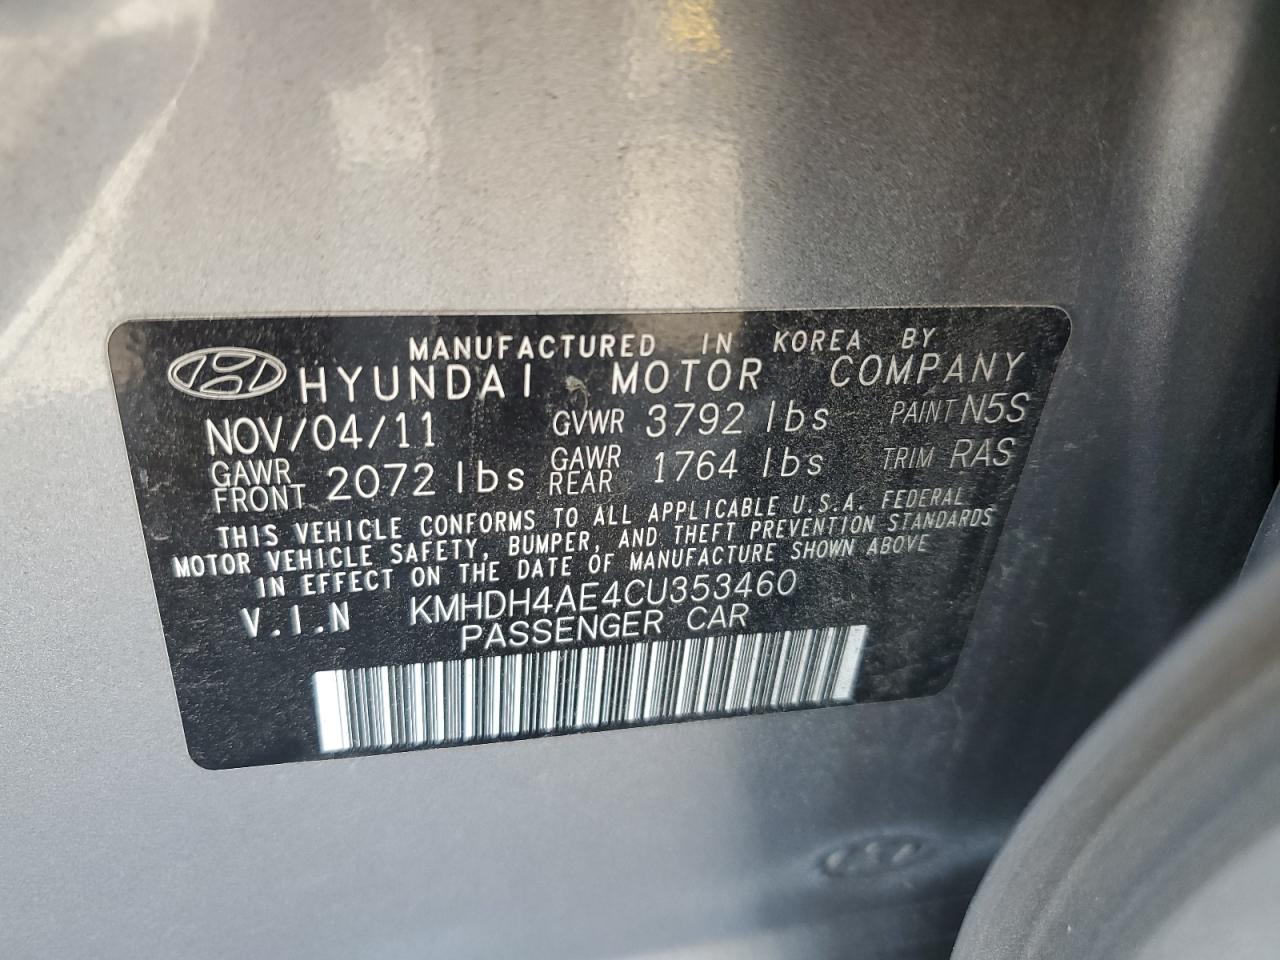 MANUFACTURED IN KOREA BY
HYUNDAI MOTOR COMPANY
NOV/04/11 GVWR 3792 lbs PAINT N5S
GAWR FRONT 2072 lbs GAWR REAR 1764 lbs TRIM RAS
THIS VEHICLE CONFORMS TO ALL APPLICABLE U.S.A. FEDERAL
MOTOR VEHICLE SAFETY, BUMPER, AND THEFT PREVENTION STANDARDS
IN EFFECT ON THE DATE OF MANUFACTURE SHOWN ABOVE
V.I.N KMHDH4AE4CU353460
PASSENGER CAR